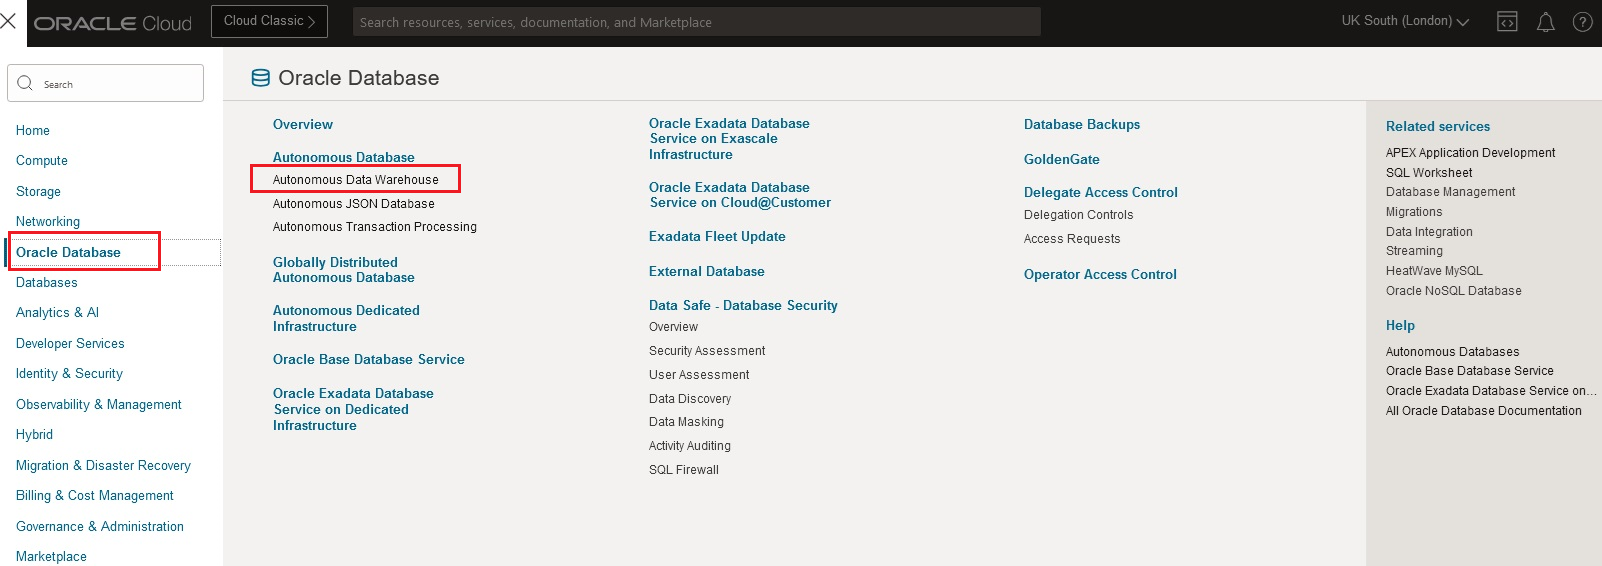 ORACLE Cloud
Cloud Classic
Search resources, services, documentation, and Marketplace
UK South (London)
Search
Home
Compute
Storage
Networking
Oracle Database
Databases
Analytics & AI
Developer Services
Identity & Security
Observability & Management
Hybrid
Migration & Disaster Recovery
Billing & Cost Management
Governance & Administration
Marketplace
Oracle Database
Overview
Autonomous Database
Autonomous Data Warehouse
Autonomous JSON Database
Autonomous Transaction Processing
Globally Distributed
Autonomous Database
Autonomous Dedicated
Infrastructure
Oracle Base Database Service
Oracle Exadata Database
Service on Dedicated
Infrastructure
Oracle Exadata Database
Service on Exascale
Infrastructure
Oracle Exadata Database
Service on Cloud@Customer
Exadata Fleet Update
External Database
Data Safe - Database Security
Overview
Security Assessment
User Assessment
Data Discovery
Data Masking
Activity Auditing
SQL Firewall
Database Backups
GoldenGate
Delegate Access Control
Delegation Controls
Access Requests
Operator Access Control
Related services
APEX Application Development
SQL Worksheet
Database Management
Migrations
Data Integration
Streaming
HeatWave MySQL
Oracle NoSQL Database
Help
Autonomous Databases
Oracle Base Database Service
Oracle Exadata Database Service on...
All Oracle Database Documentation